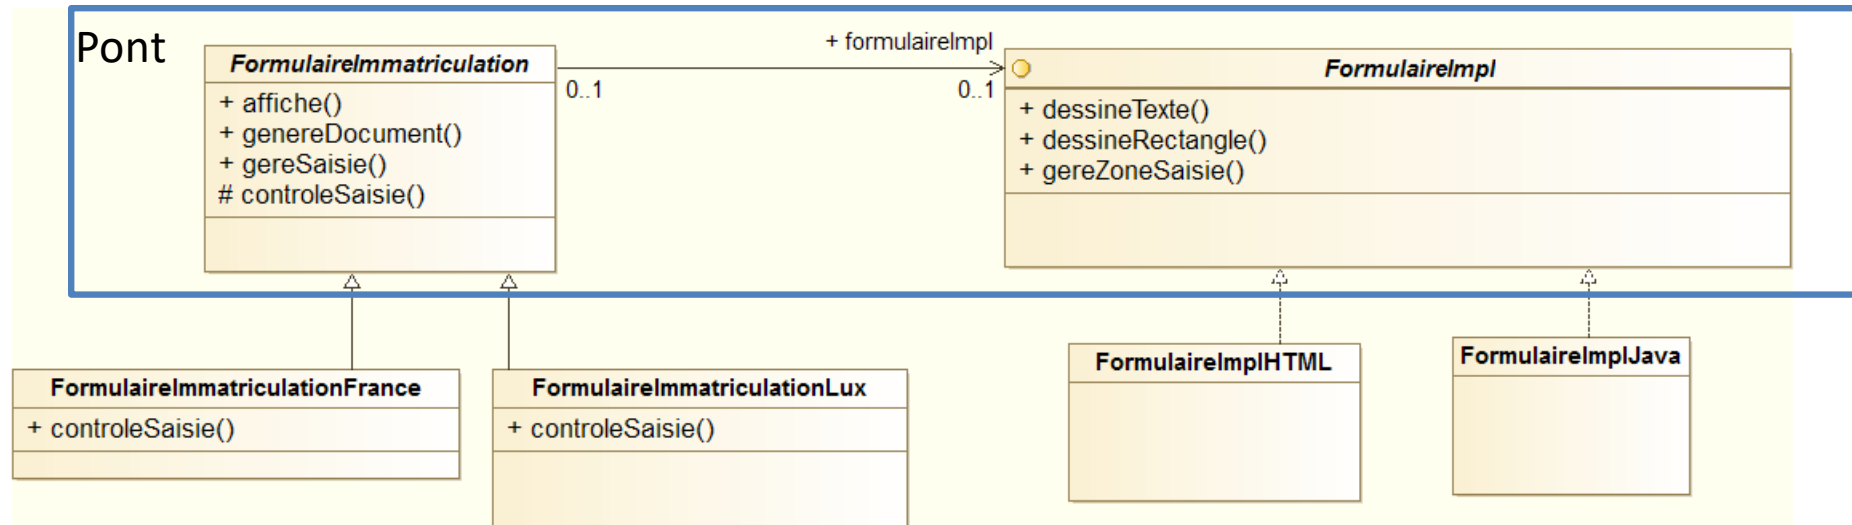 Pont
FormulaireImmatriculation
+ affiche()
+ genereDocument()
+ gereSaisie()
# controleSaisie()
0..1
+ formulaireImpl
0..1
FormulaireImpl
+ dessineTexte()
+ dessineRectangle()
+ gereZoneSaisie()
FormulaireImmatriculationFrance
+ controleSaisie()
FormulaireImmatriculationLux
+ controleSaisie()
FormulaireImplHTML
FormulaireImplJava